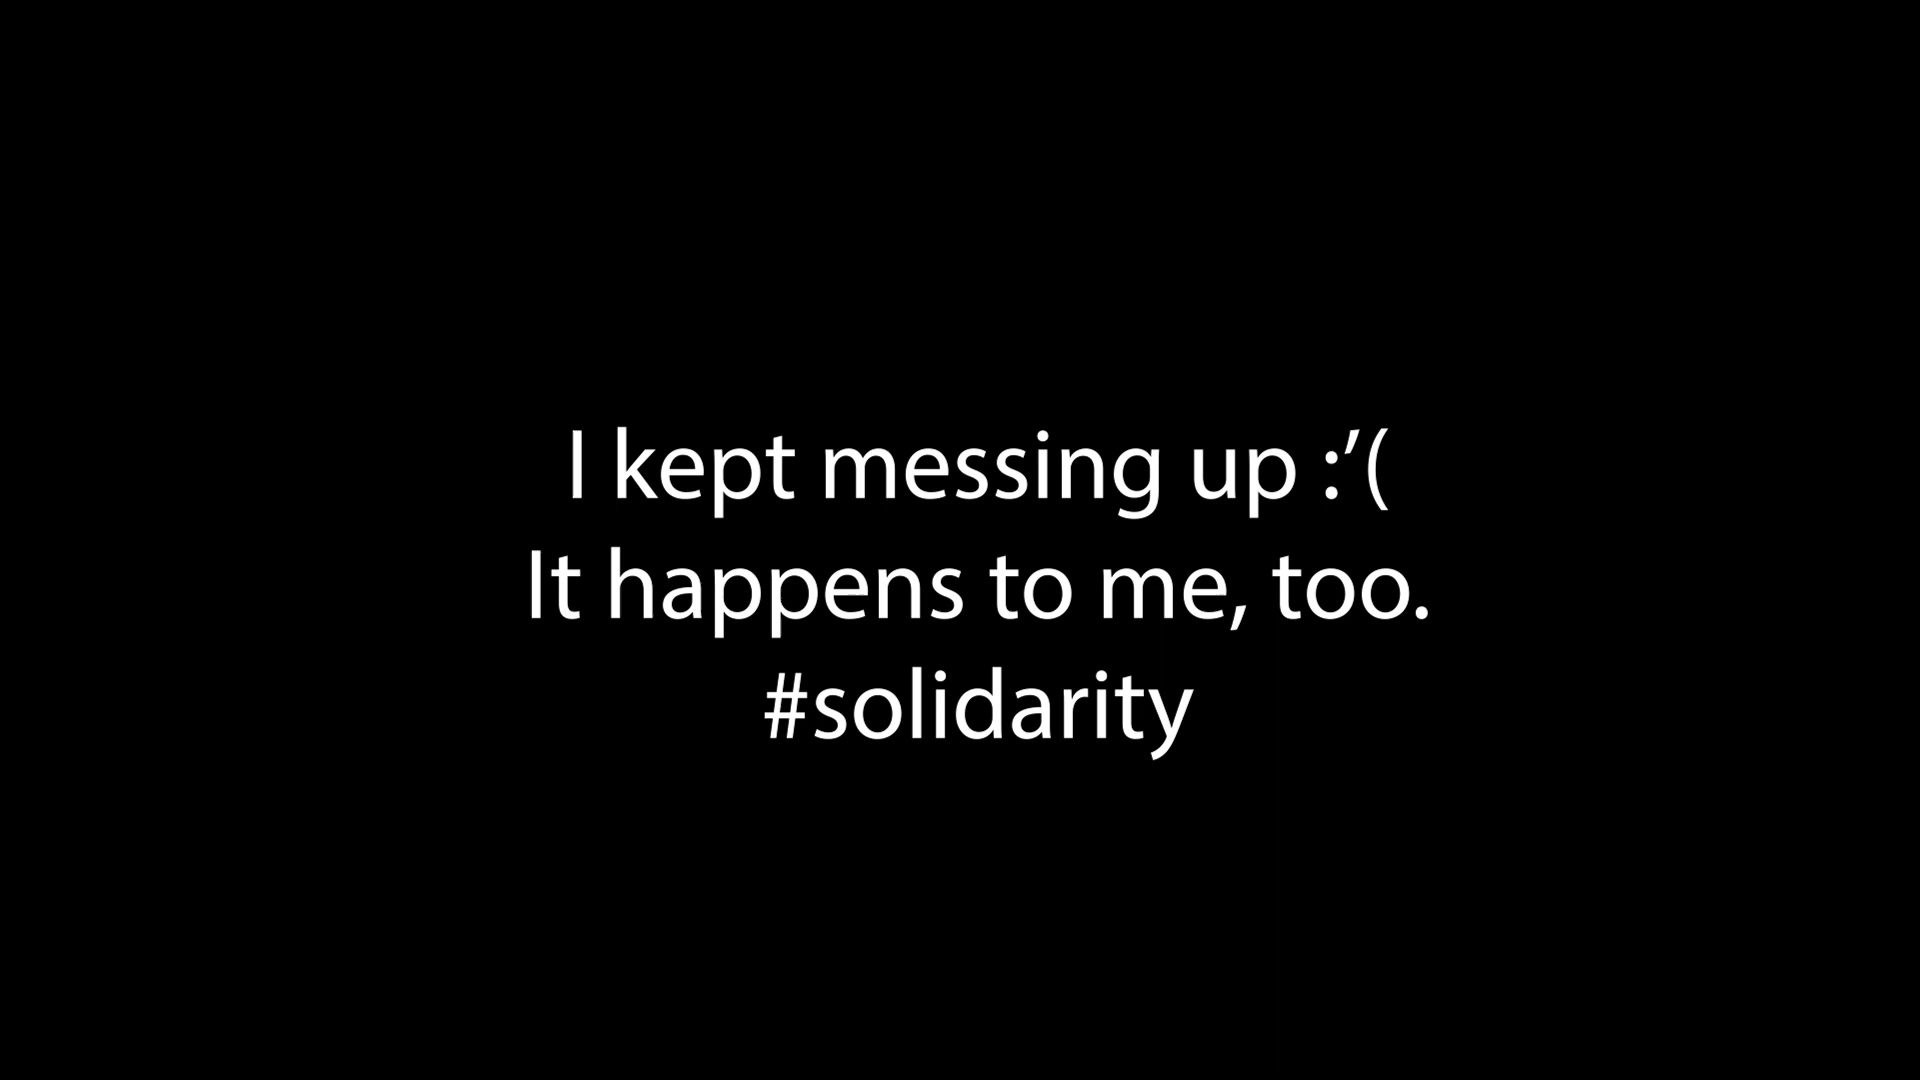 I kept messing up :’(
It happens to me, too.
#solidarity